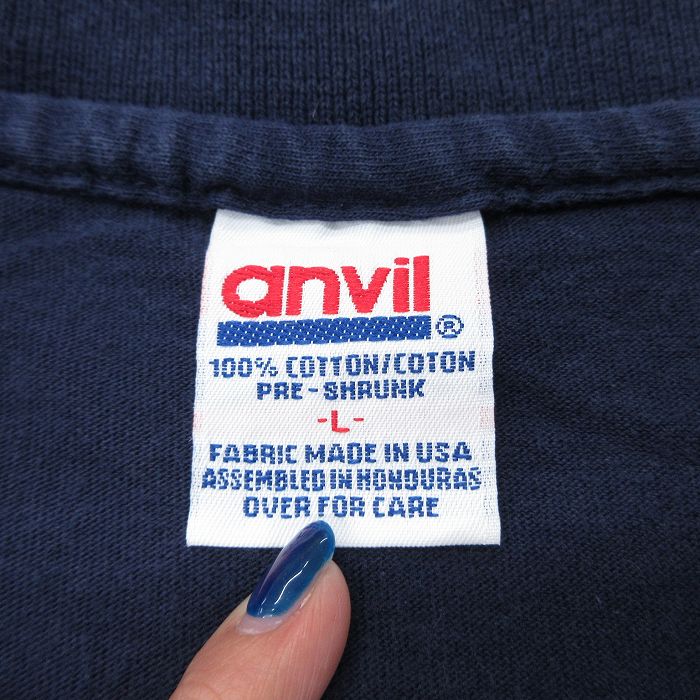 anvil
®
100% COTTON/COTON
PRE-SHRUNK
-L-
FABRIC MADE IN USA
ASSEMBLED IN HONDURAS
OVER FOR CARE